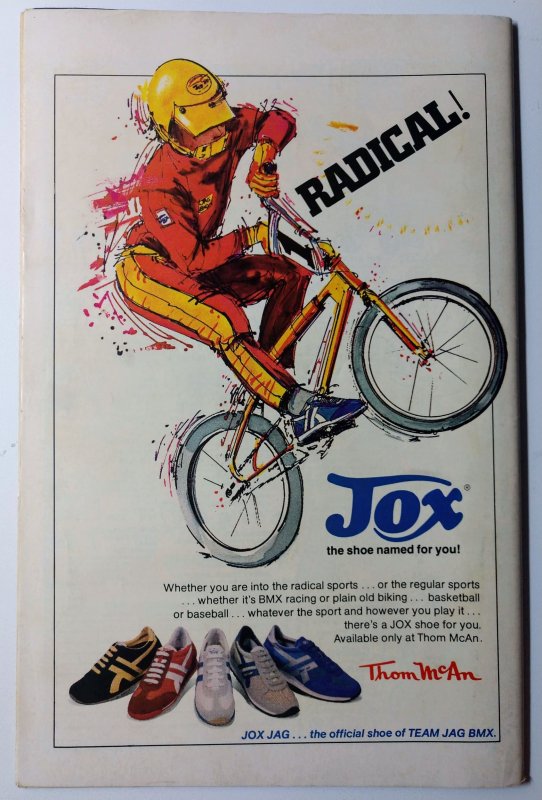 RADICAL!
Jox®
the shoe named for you!
Whether you are into the radical sports . . . or the regular sports
. . . whether it's BMX racing or plain old biking . . . basketball
or baseball . . . whatever the sport and however you play it . . .
there's a JOX shoe for you.
Available only at Thom McAn.
Thom McAn
JOX JAG . . . the official shoe of TEAM JAG BMX.